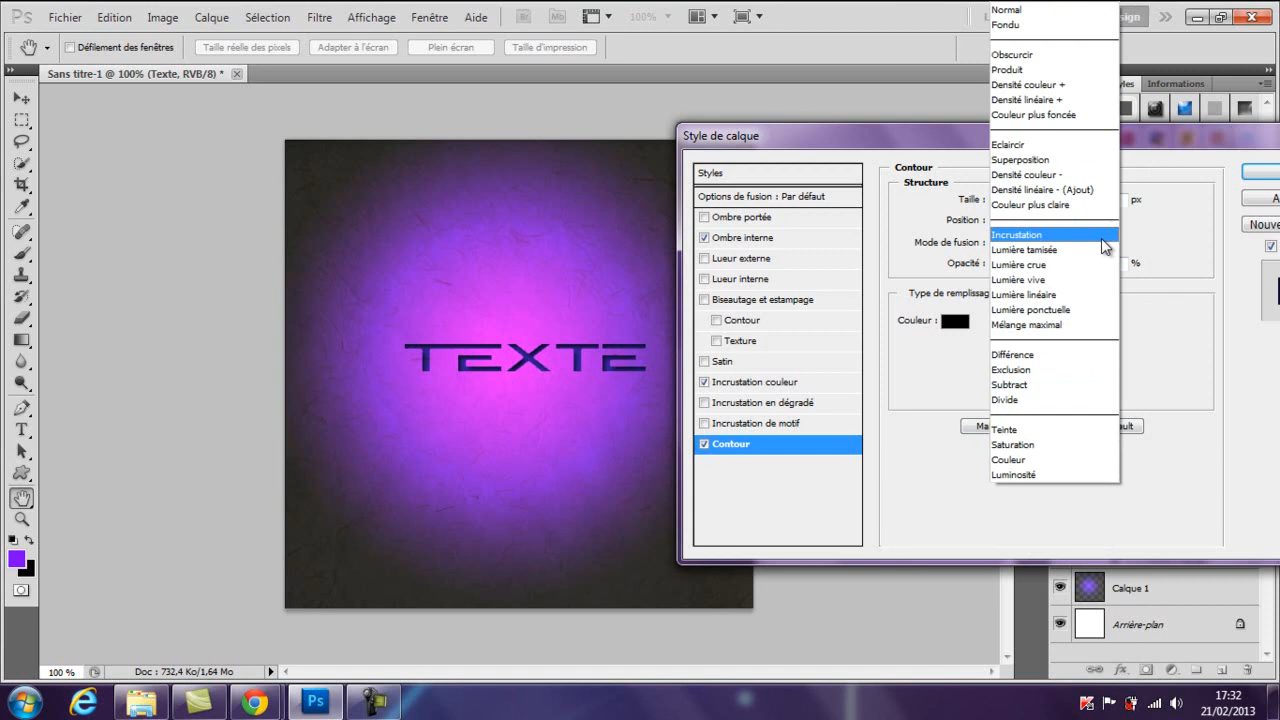 Ps
Fichier Edition Image Calque Sélection Filtre Affichage Fenêtre Aide
Br
Mb
100%
sign
Défilement des fenêtres
Taille réelle des pixels
Adapter à l'écran
Plein écran
Taille d'impression
Sans titre-1 @ 100% (Texte, RVB/8) *
Informations
Normal
Fondu
Obscurcir
Produit
Densité couleur +
Densité linéaire +
Couleur plus foncée
Eclaircir
Superposition
Densité couleur -
Densité linéaire - (Ajout)
Couleur plus claire
Incrustation
Lumière tamisée
Lumière crue
Lumière vive
Lumière linéaire
Lumière ponctuelle
Mélange maximal
Différence
Exclusion
Subtract
Divide
Teinte
Saturation
Couleur
Luminosité
Style de calque
Styles
Options de fusion : Par défaut
Ombre portée
Ombre interne
Lueur externe
Lueur interne
Biseautage et estampage
Contour
Texture
Satin
Incrustation couleur
Incrustation en dégradé
Incrustation de motif
Contour
Contour
Structure
Taille :
px
Position :
Mode de fusion :
Opacité :
%
Type de remplissag
Couleur :
Ma
ault
A
Nouve
TEXTE
Calque 1
Arrière-plan
100 %
Doc : 732,4 Ko/1,64 Mo
Ps
17:32
21/02/2013